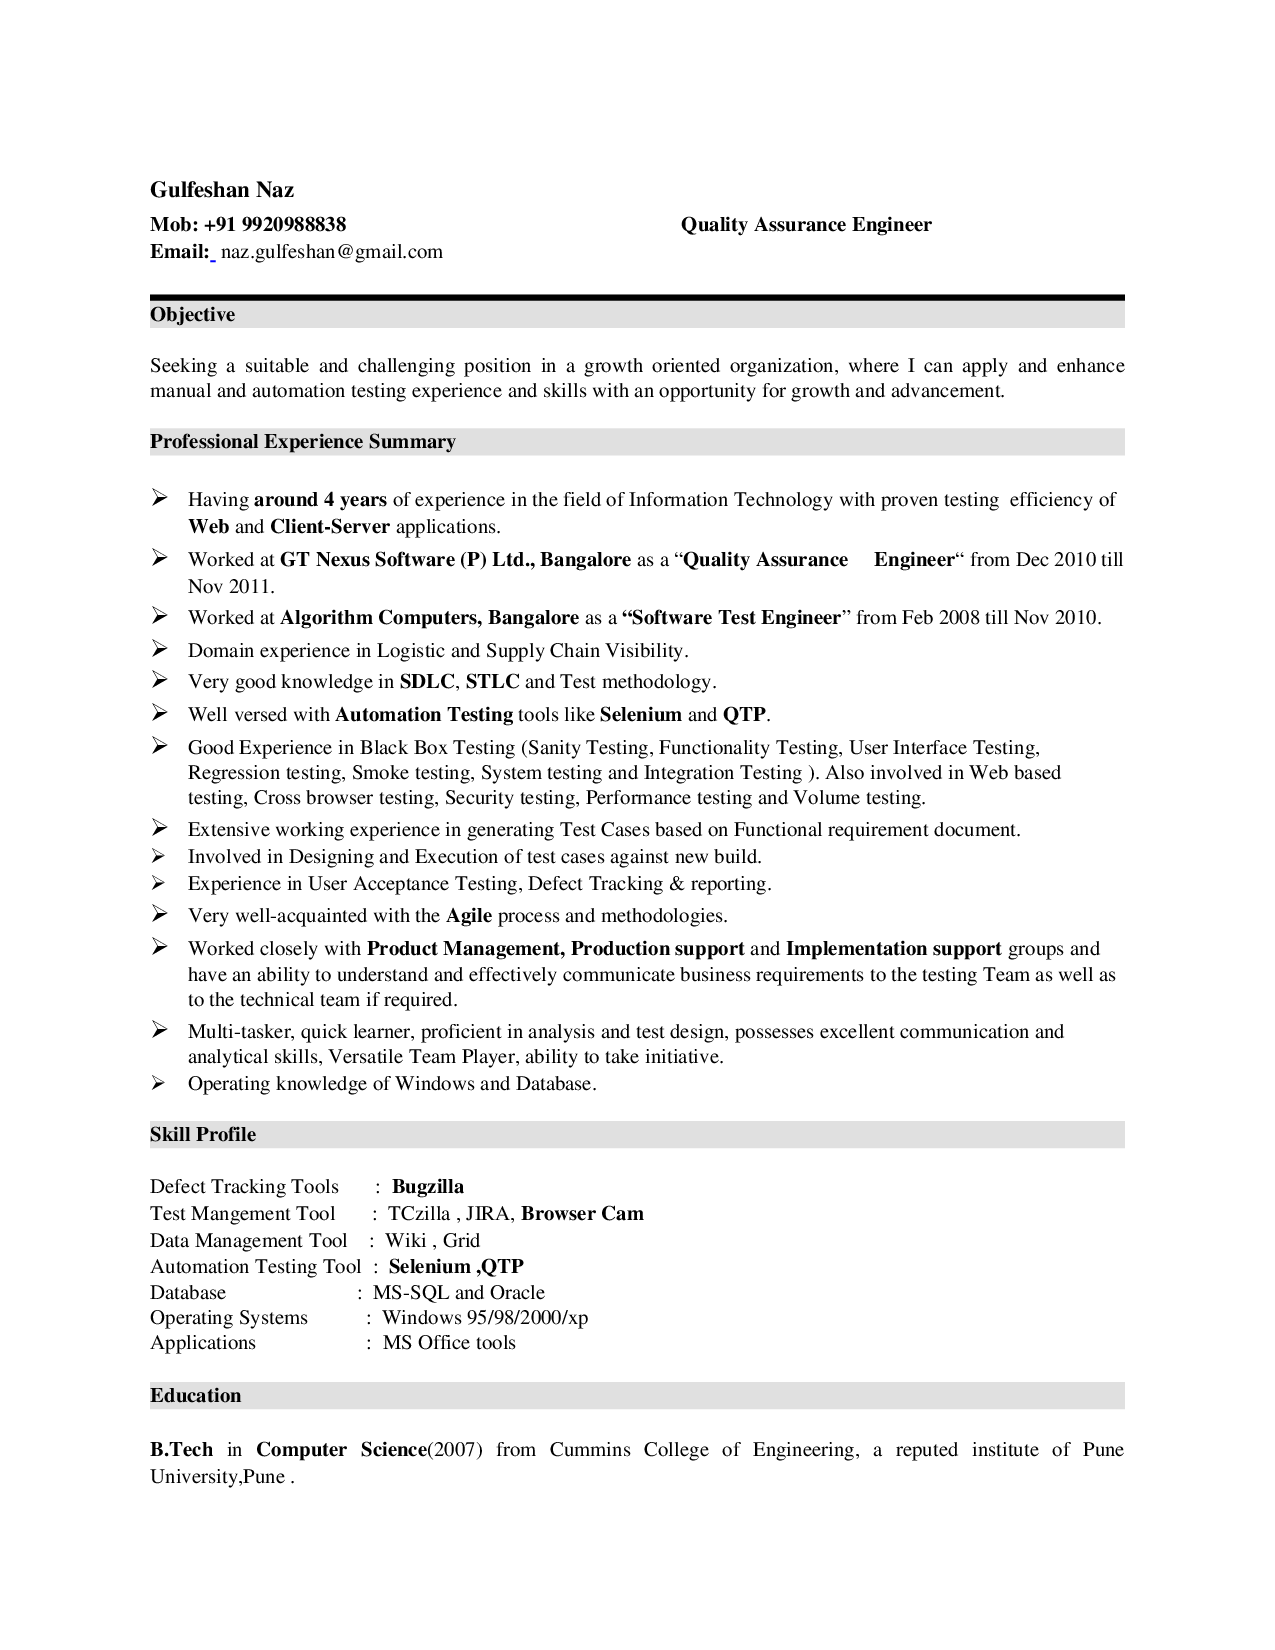 Gulfeshan Naz
Mob: +91 9920988838 Quality Assurance Engineer
Email: naz.gulfeshan@gmail.com
Objective
Seeking a suitable and challenging position in a growth oriented organization, where I can apply and enhance
manual and automation testing experience and skills with an opportunity for growth and advancement.
Professional Experience Summary
➢ Having around 4 years of experience in the field of Information Technology with proven testing efficiency of
Web and Client-Server applications.
➢ Worked at GT Nexus Software (P) Ltd., Bangalore as a “Quality Assurance Engineer“ from Dec 2010 till
Nov 2011.
➢ Worked at Algorithm Computers, Bangalore as a “Software Test Engineer” from Feb 2008 till Nov 2010.
➢ Domain experience in Logistic and Supply Chain Visibility.
➢ Very good knowledge in SDLC, STLC and Test methodology.
➢ Well versed with Automation Testing tools like Selenium and QTP.
➢ Good Experience in Black Box Testing (Sanity Testing, Functionality Testing, User Interface Testing,
Regression testing, Smoke testing, System testing and Integration Testing ). Also involved in Web based
testing, Cross browser testing, Security testing, Performance testing and Volume testing.
➢ Extensive working experience in generating Test Cases based on Functional requirement document.
➢ Involved in Designing and Execution of test cases against new build.
➢ Experience in User Acceptance Testing, Defect Tracking & reporting.
➢ Very well-acquainted with the Agile process and methodologies.
➢ Worked closely with Product Management, Production support and Implementation support groups and
have an ability to understand and effectively communicate business requirements to the testing Team as well as
to the technical team if required.
➢ Multi-tasker, quick learner, proficient in analysis and test design, possesses excellent communication and
analytical skills, Versatile Team Player, ability to take initiative.
➢ Operating knowledge of Windows and Database.
Skill Profile
Defect Tracking Tools : Bugzilla
Test Mangement Tool : TCzilla , JIRA, Browser Cam
Data Management Tool : Wiki , Grid
Automation Testing Tool : Selenium ,QTP
Database : MS-SQL and Oracle
Operating Systems : Windows 95/98/2000/xp
Applications : MS Office tools
Education
B.Tech in Computer Science(2007) from Cummins College of Engineering, a reputed institute of Pune
University,Pune .